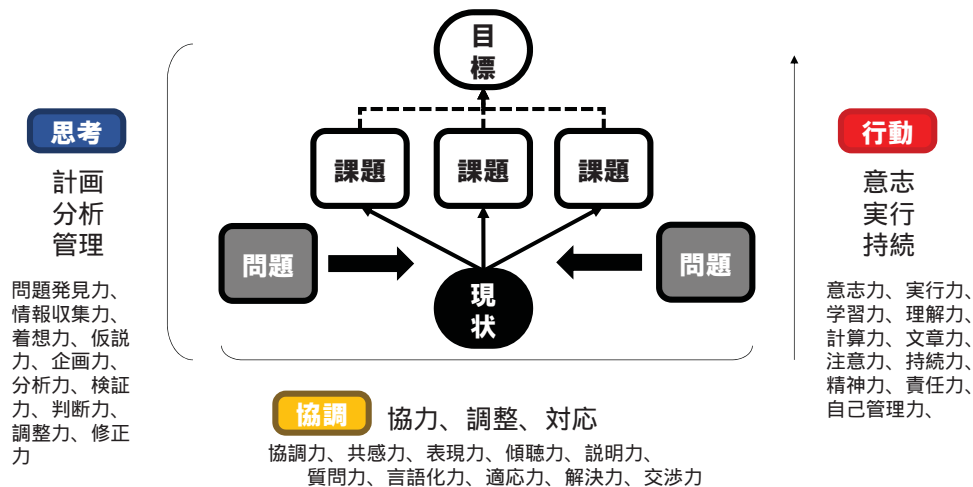 目
標
課題
課題
課題
問題
問題
現
状
思考
計画
分析
管理
問題発見力、
情報収集力、
着想力、仮説
力、企画力、
分析力、検証
力、判断力、
調整力、修正
力
行動
意志
実行
持続
意志力、実行力、
学習力、理解力、
計算力、文章力、
注意力、持続力、
精神力、責任力、
自己管理力、
協調
協力、調整、対応
協調力、共感力、表現力、傾聴力、説明力、
質問力、言語化力、適応力、解決力、交渉力